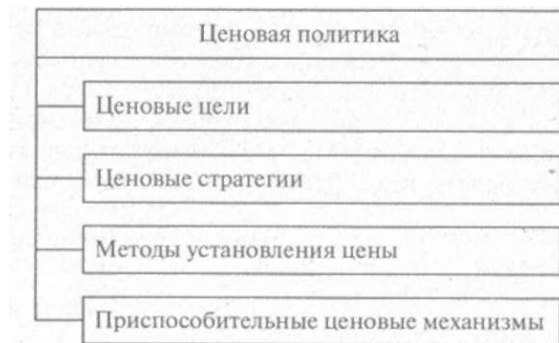 Ценовая политика
Ценовые цели
Ценовые стратегии
Методы установления цены
Приспособительные ценовые механизмы